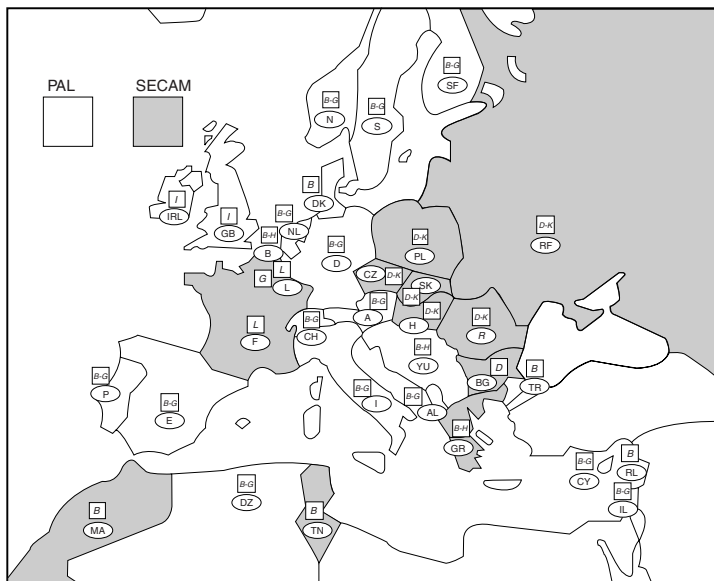 PAL SECAM
B-G
SF
B-G
N
B-G
S
B
DK
I
IRL
I
GB
B-G
NL
B-H
B
B-G
D
D-K
PL
D-K
RF
CZ D-K
SK
D-K
G L
L
B-G
A
D-K
H
L
F
B-G
CH
D-K
R
B-H
YU
D
BG
B
TR
B-G
P
B-G
E
B-G
I
B-G
AL
B-H
GR
B-G
CY
B
RL
B-G
IL
B-G
DZ
B
MA
B
TN